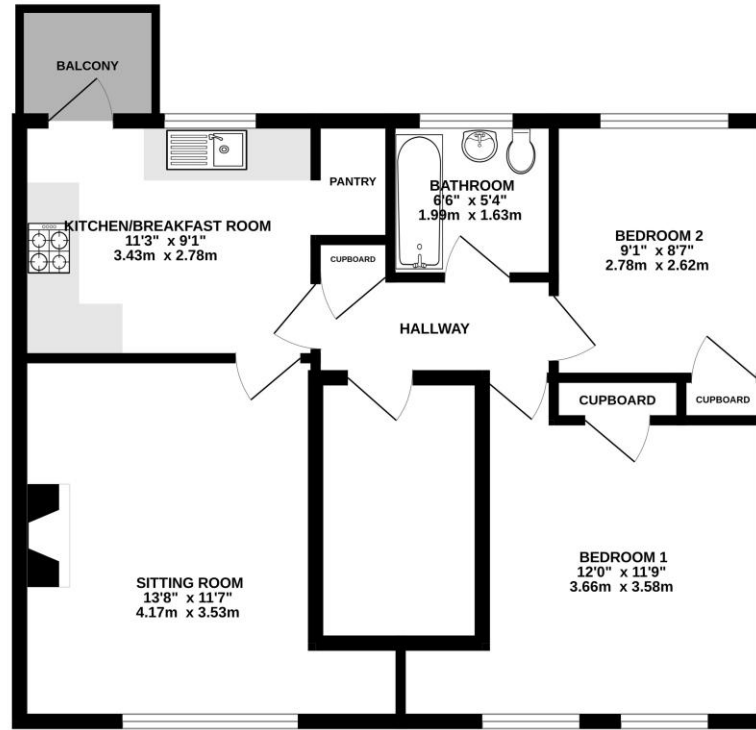 BALCONY
KITCHEN/BREAKFAST ROOM
11'3" x 9'1"
3.43m x 2.78m
PANTRY
BATHROOM
6'6" x 5'4"
1.99m x 1.63m
BEDROOM 2
9'1" x 8'7"
2.78m x 2.62m
CUPBOARD
HALLWAY
CUPBOARD
CUPBOARD
SITTING ROOM
13'8" x 11'7"
4.17m x 3.53m
BEDROOM 1
12'0" x 11'9"
3.66m x 3.58m